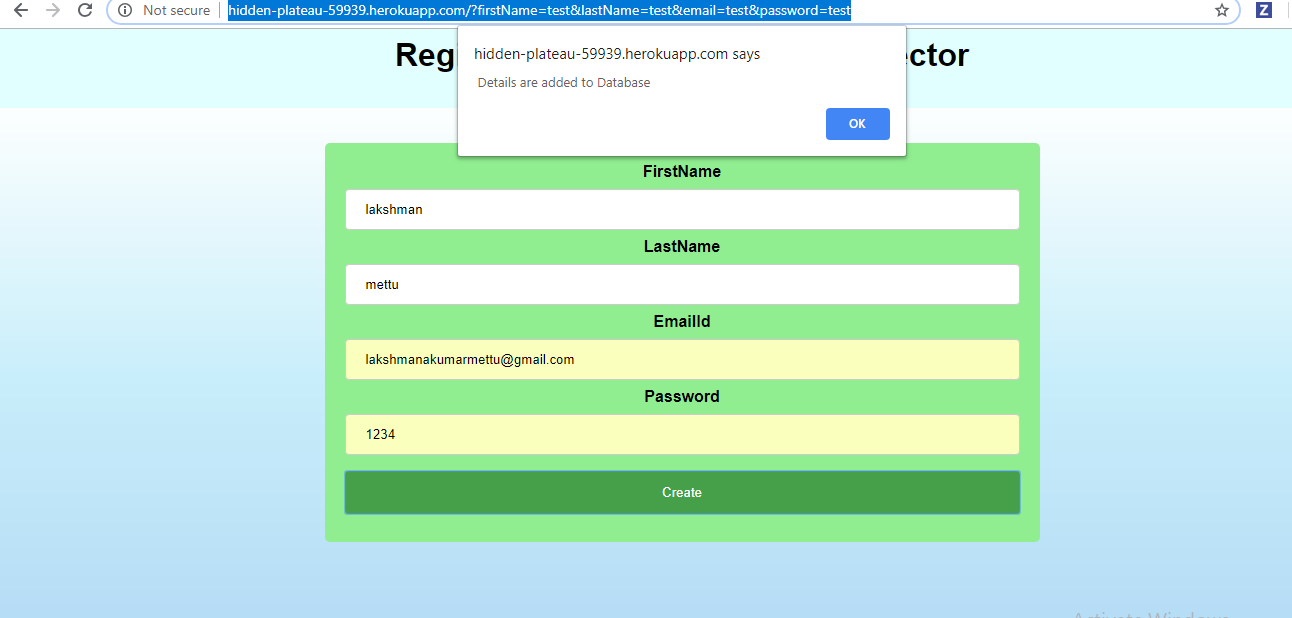 Not secure | hidden-plateau-59939.herokuapp.com/?firstName=test&lastName=test&email=test&password=test
Z
Reg ector
hidden-plateau-59939.herokuapp.com says
Details are added to Database
OK
FirstName
lakshman
LastName
mettu
EmailId
lakshmanakumarmettu@gmail.com
Password
1234
Create
Activate Windows